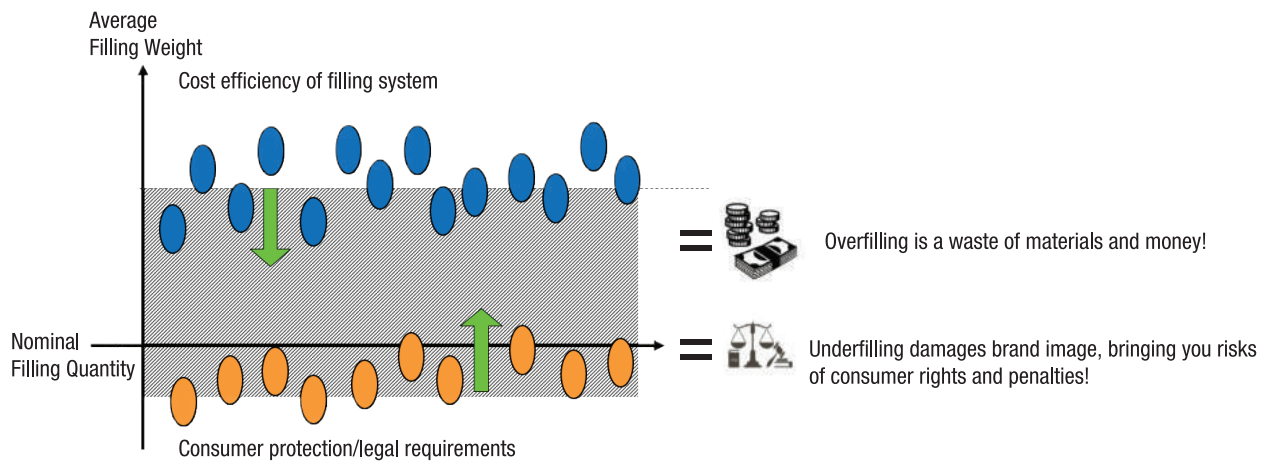 Average
Filling Weight
Cost efficiency of filling system
Overfilling is a waste of materials and money!
Nominal
Filling Quantity
Underfilling damages brand image, bringing you risks
of consumer rights and penalties!
Consumer protection/legal requirements